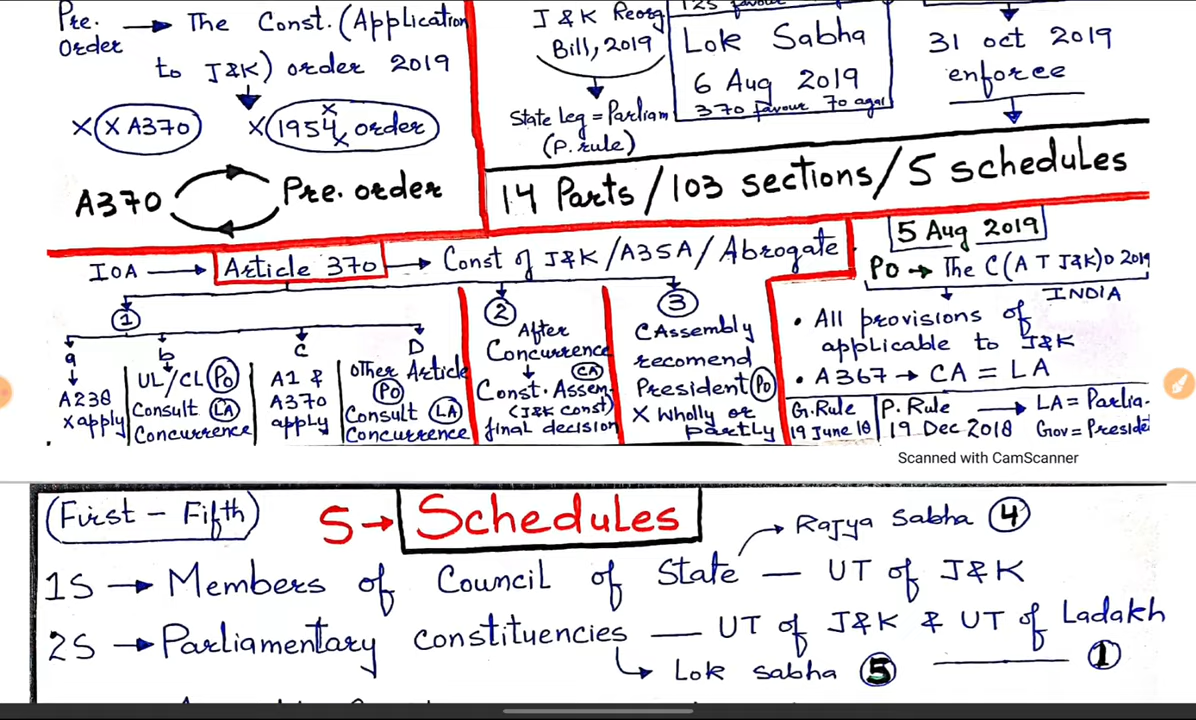 Pre. Order → The Const. (Application
to J&K) order 2019
X (X A370) X (1954 order)
A370 Pre. order
J & K Reorg
Bill, 2019
State leg = Parliam
(P. rule)
125 favour
Lok Sabha
6 Aug 2019
370 favour 70 agai
31 oct 2019
enforce
14 Parts/103 sections/5 schedules
IOA → Article 370 → Const of J&K/A35A/Abrogate
1
a
A238
x apply
b
UL/CL (PO)
Consult (LA)
Concurrence
C
A1 &
A370
apply
D
other Article
(PO)
Consult (LA)
Concurrence
2
After
Concurrence
(CA)
Const. Assem.
(J&K Const)
final decision
3
CAssembly
recomend
President (PO)
X Wholly or
partly
5 Aug 2019
PO → The C(A T J&K)O 2019
INDIA
• All provisions of
applicable to J&K
• A367 → CA = LA
G. Rule
19 June 18
P. Rule
19 Dec 2018
→ LA = Parlia-
Gov = Preside
Scanned with CamScanner
(First - Fifth) 5 → Schedules
Rajya Sabha (4)
1S → Members of Council of State — UT of J&K
2S → Parliamentary constituencies — UT of J&K & UT of Ladakh
Lok sabha (5) — (1)